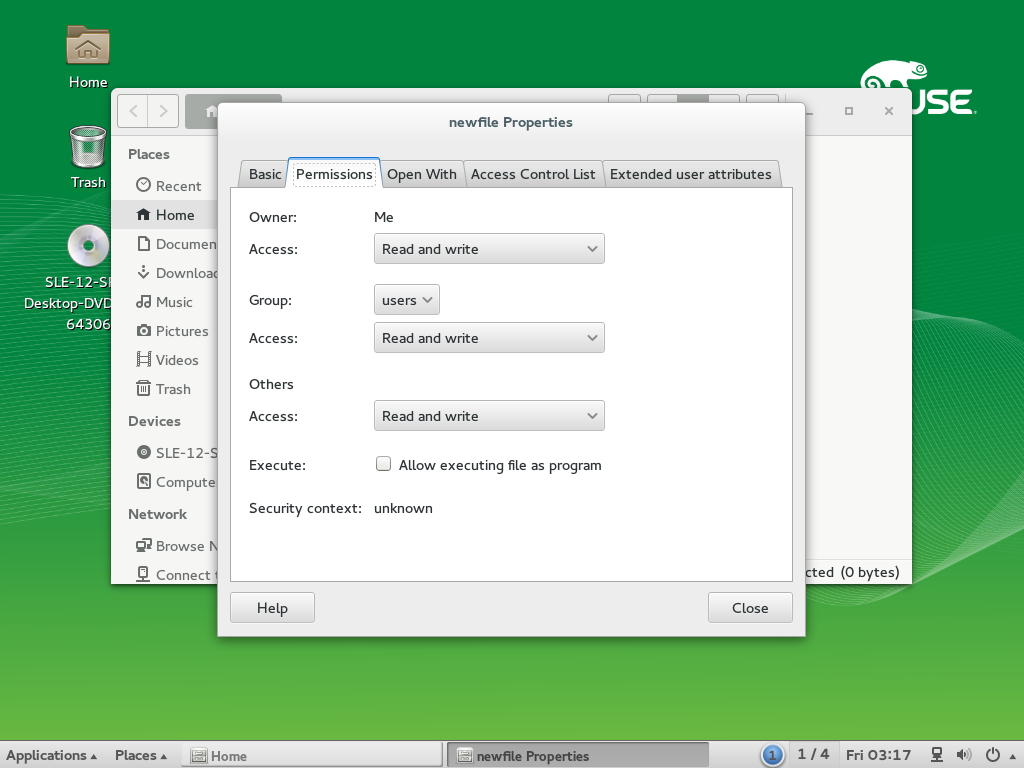 Home
Trash
SLE-12-S
Desktop-DVD
64306
USE
newfile Properties
Places
Recent
Home
Documen
Downloa
Music
Pictures
Videos
Trash
Devices
SLE-12-S
Compute
Network
Browse N
Connect t
Basic
Permissions
Open With
Access Control List
Extended user attributes
Owner: Me
Access: Read and write
Group: users
Access: Read and write
Others
Access: Read and write
Execute: Allow executing file as program
Security context: unknown
Help
Close
cted (0 bytes)
Applications
Places
Home
newfile Properties
1
1 / 4
Fri 03:17